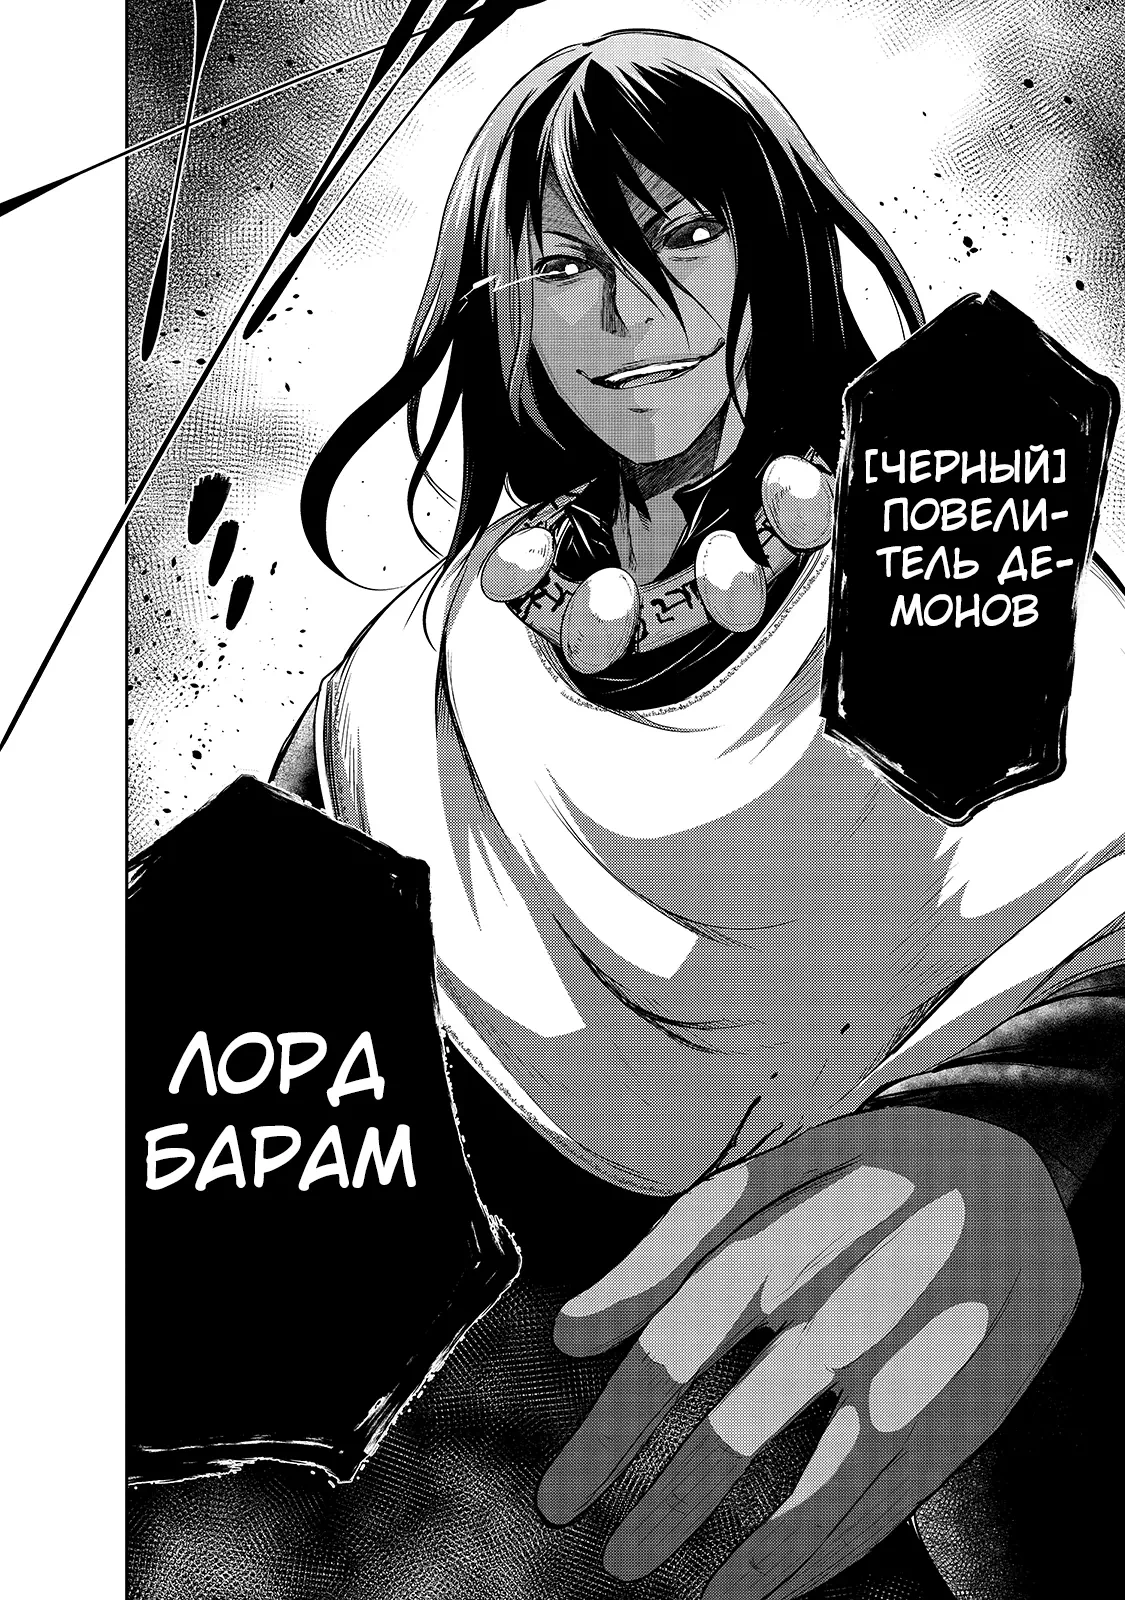 [ЧЕРНЫЙ]
ПОВЕЛИ-
ТЕЛЬ ДЕ-
МОНОВ
ЛОРД
БАРАМ